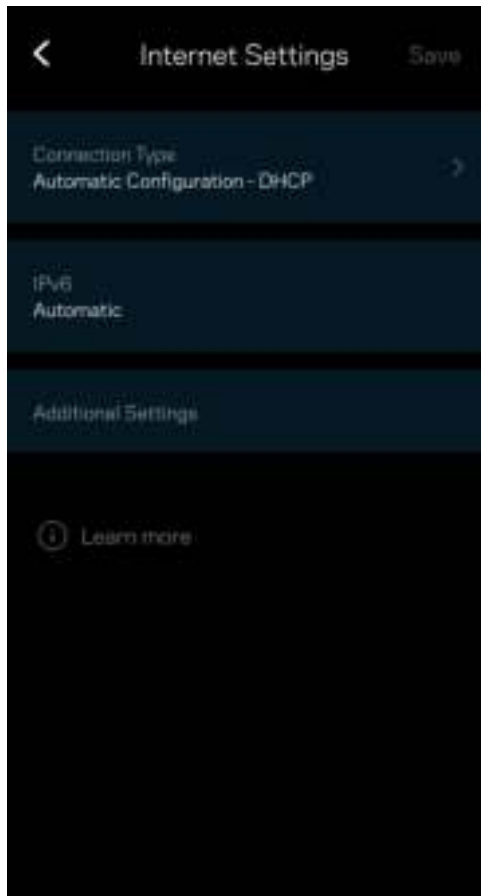 Internet Settings
Save
Connection Type
Automatic Configuration - DHCP
IPv6
Automatic
Additional Settings
Learn more